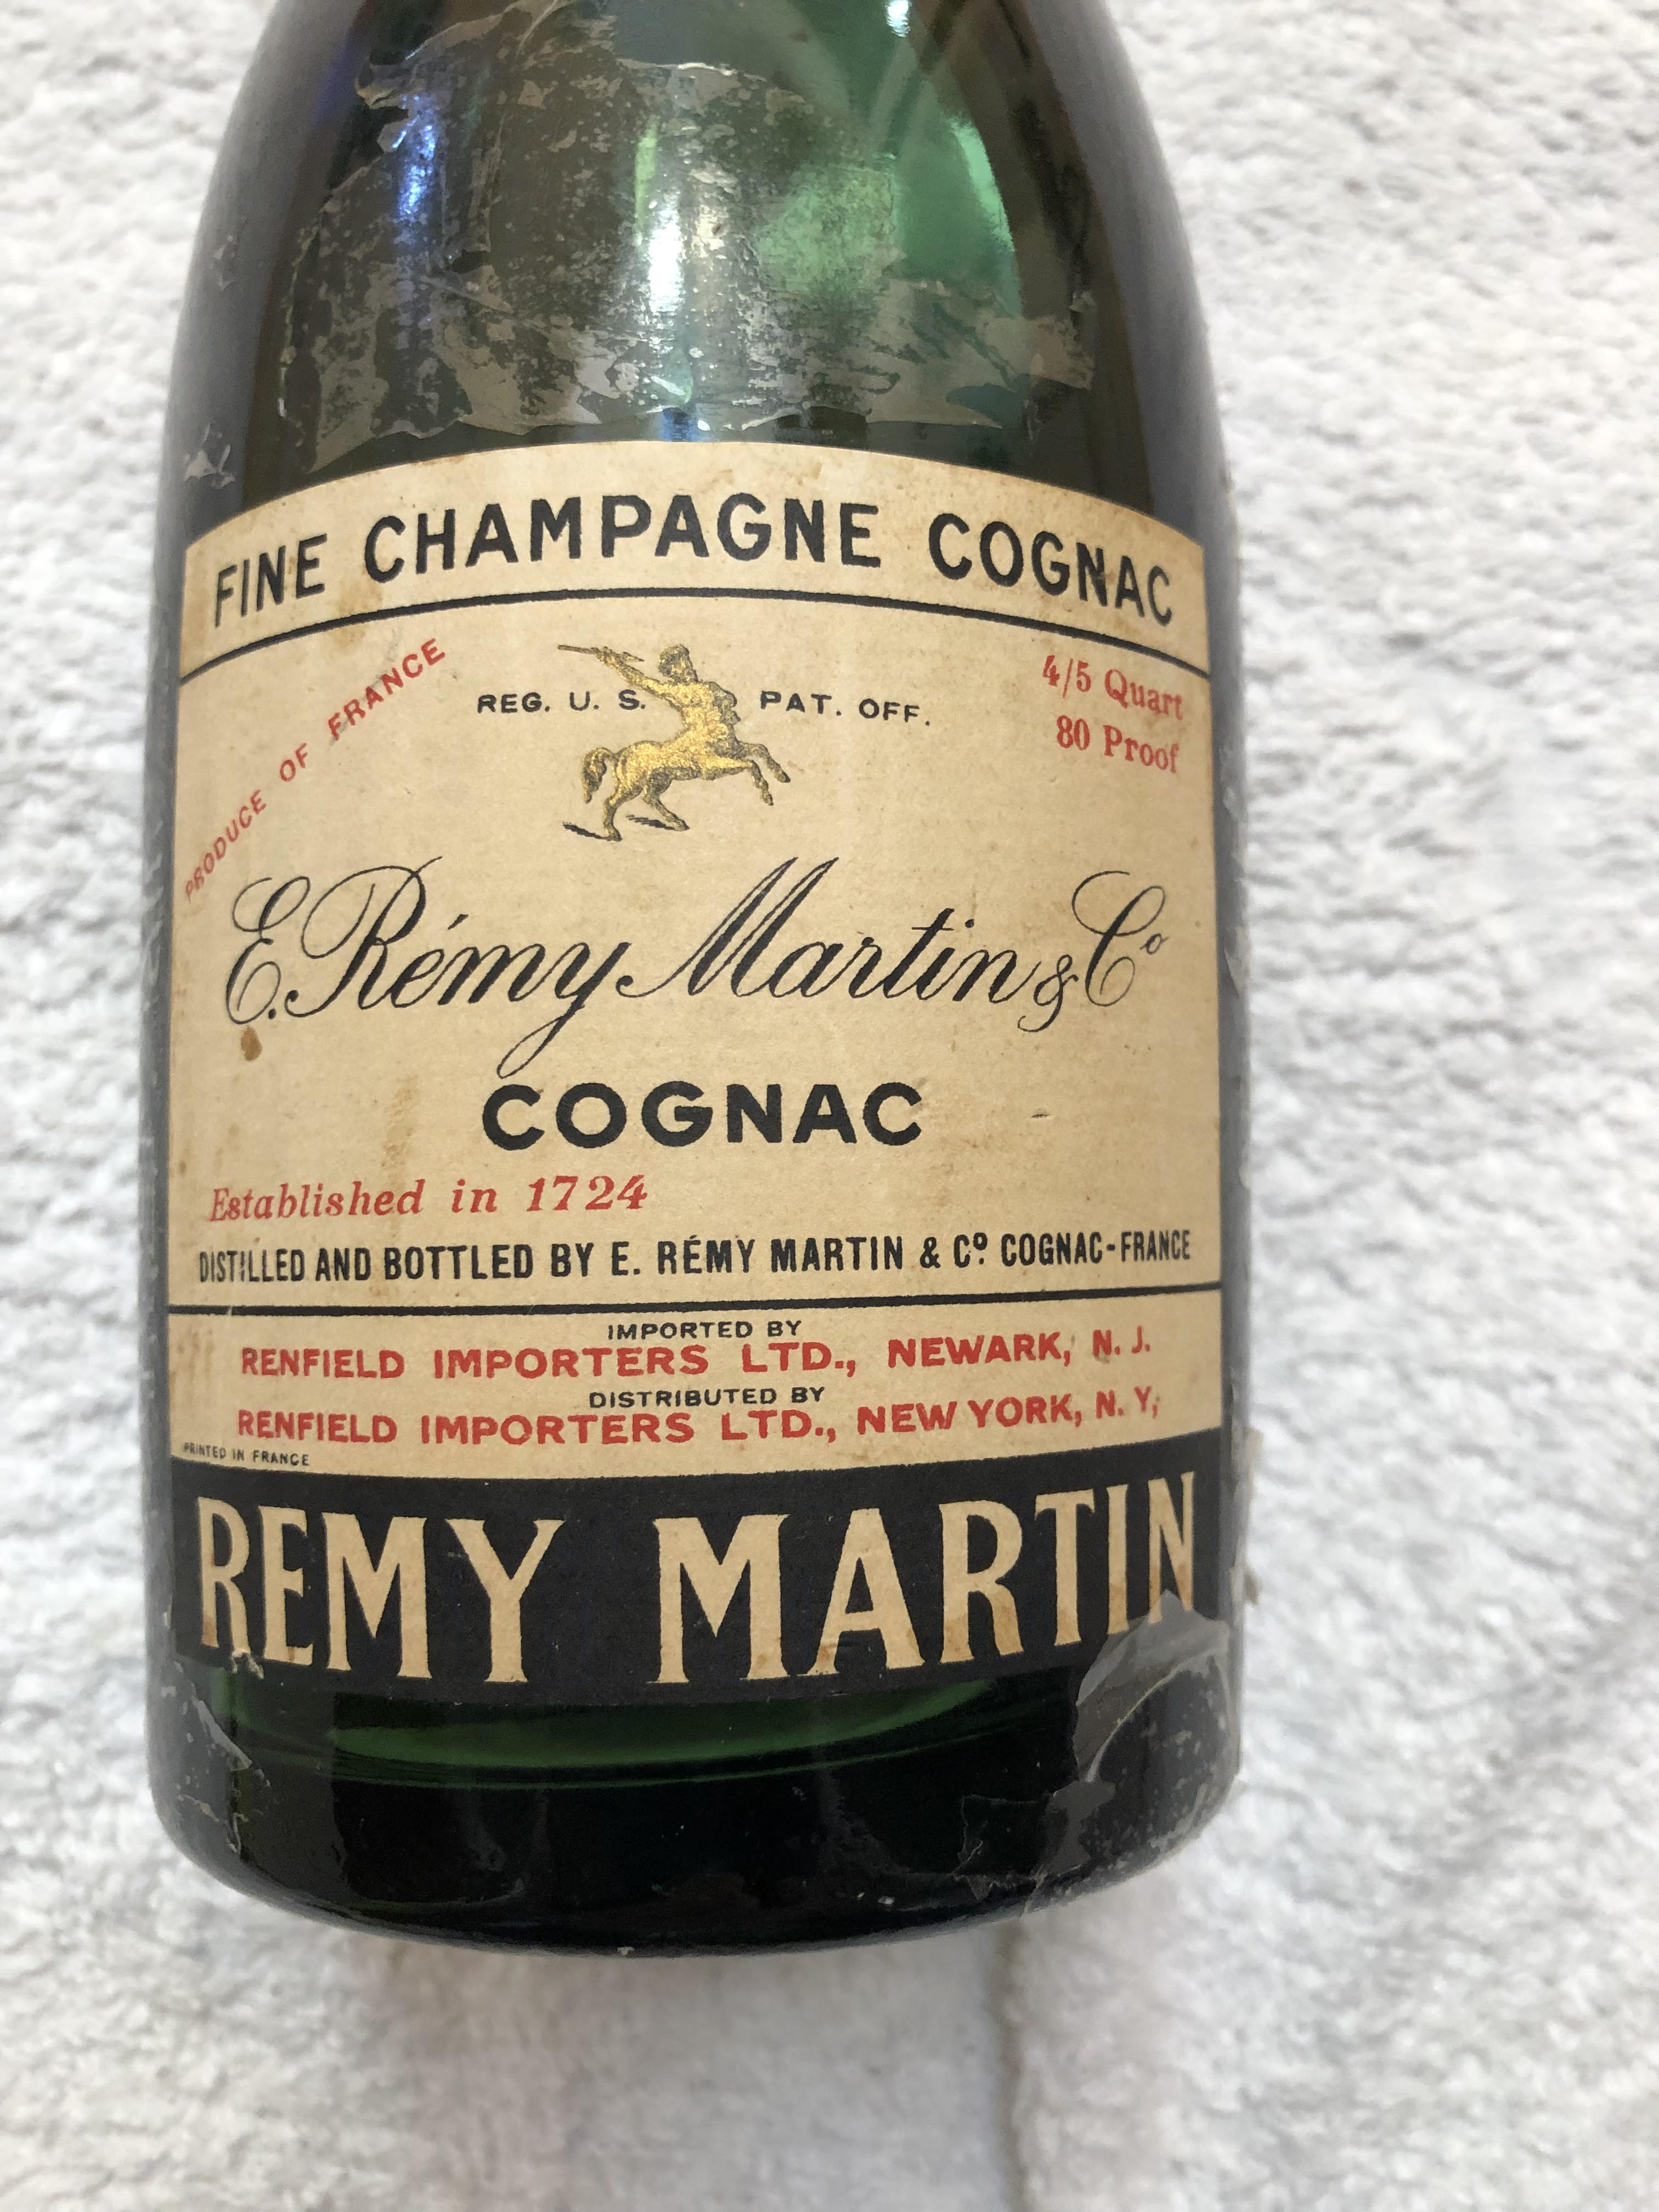 FINE CHAMPAGNE COGNAC
PRODUCE OF FRANCE
REG. U. S. PAT. OFF.
4/5 Quart
80 Proof
E. Rémy Martin & Cº
COGNAC
Established in 1724
DISTILLED AND BOTTLED BY E. RÉMY MARTIN & Cº COGNAC-FRANCE
IMPORTED BY
RENFIELD IMPORTERS LTD., NEWARK, N. J.
DISTRIBUTED BY
RENFIELD IMPORTERS LTD., NEW YORK, N. Y.
PRINTED IN FRANCE
REMY MARTIN